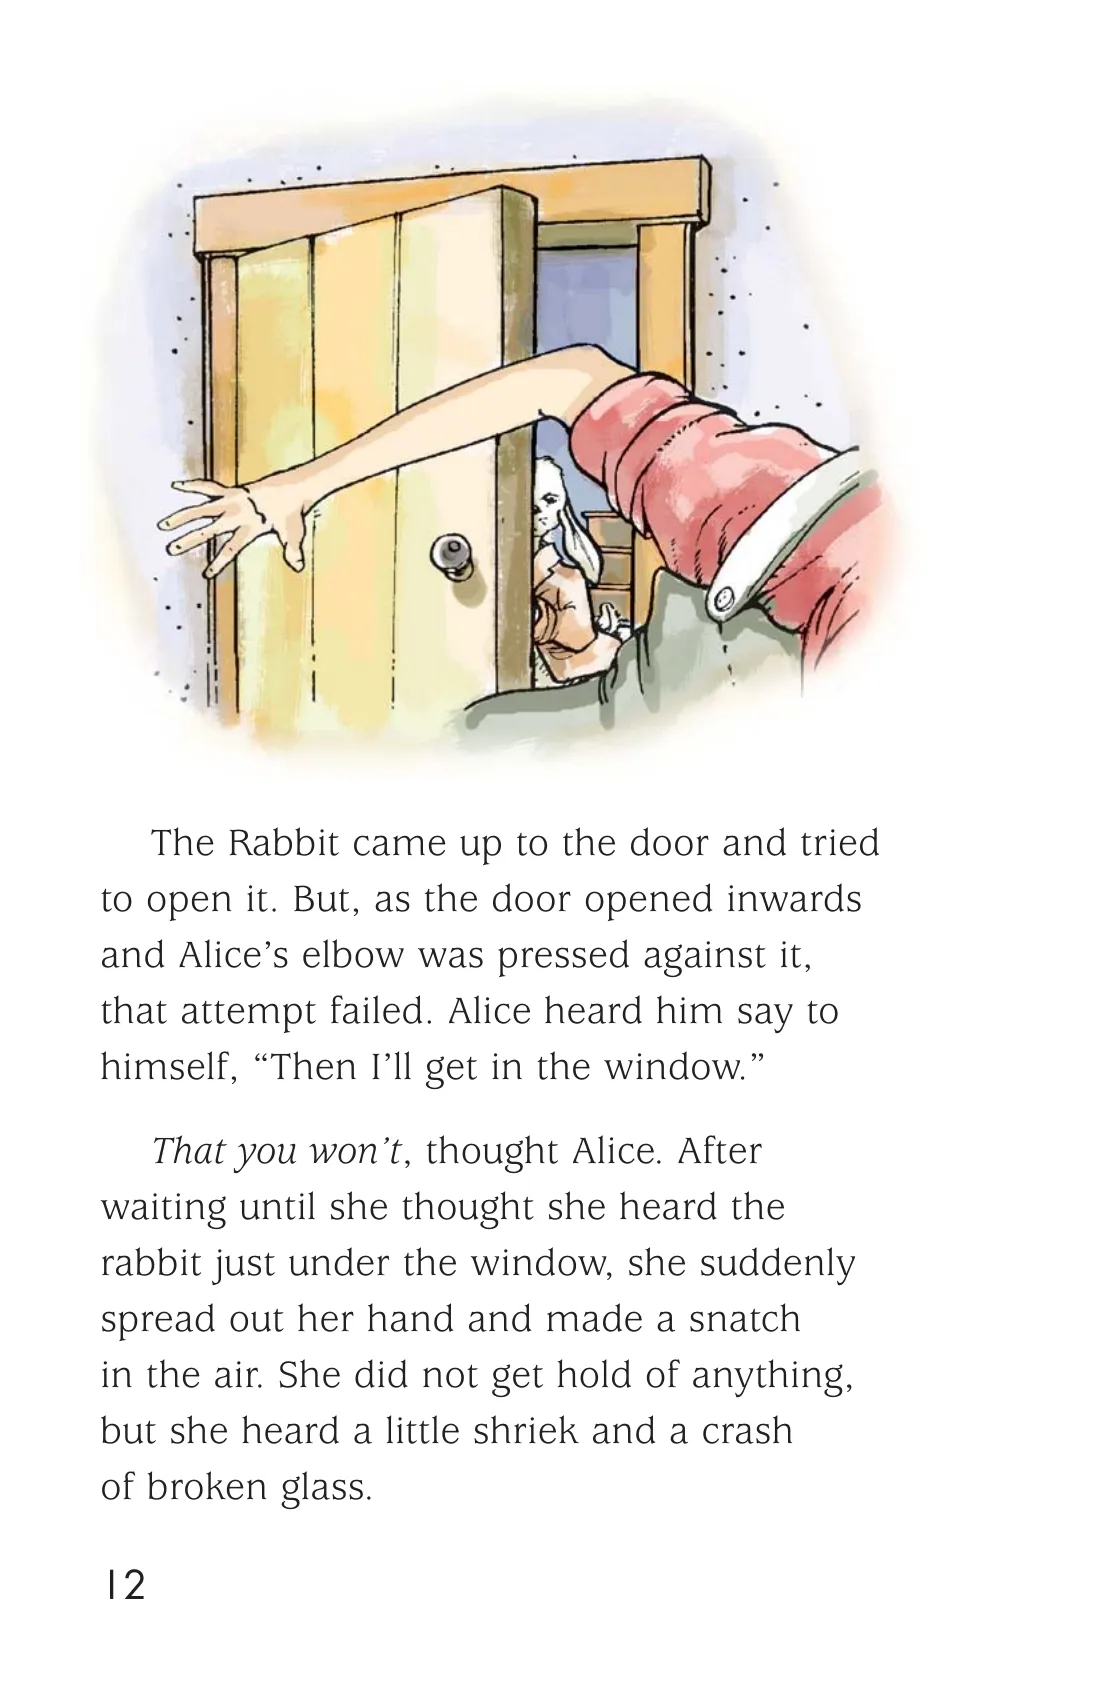 The Rabbit came up to the door and tried
to open it. But, as the door opened inwards
and Alice’s elbow was pressed against it,
that attempt failed. Alice heard him say to
himself, “Then I’ll get in the window.”
That you won’t, thought Alice. After
waiting until she thought she heard the
rabbit just under the window, she suddenly
spread out her hand and made a snatch
in the air. She did not get hold of anything,
but she heard a little shriek and a crash
of broken glass.
12